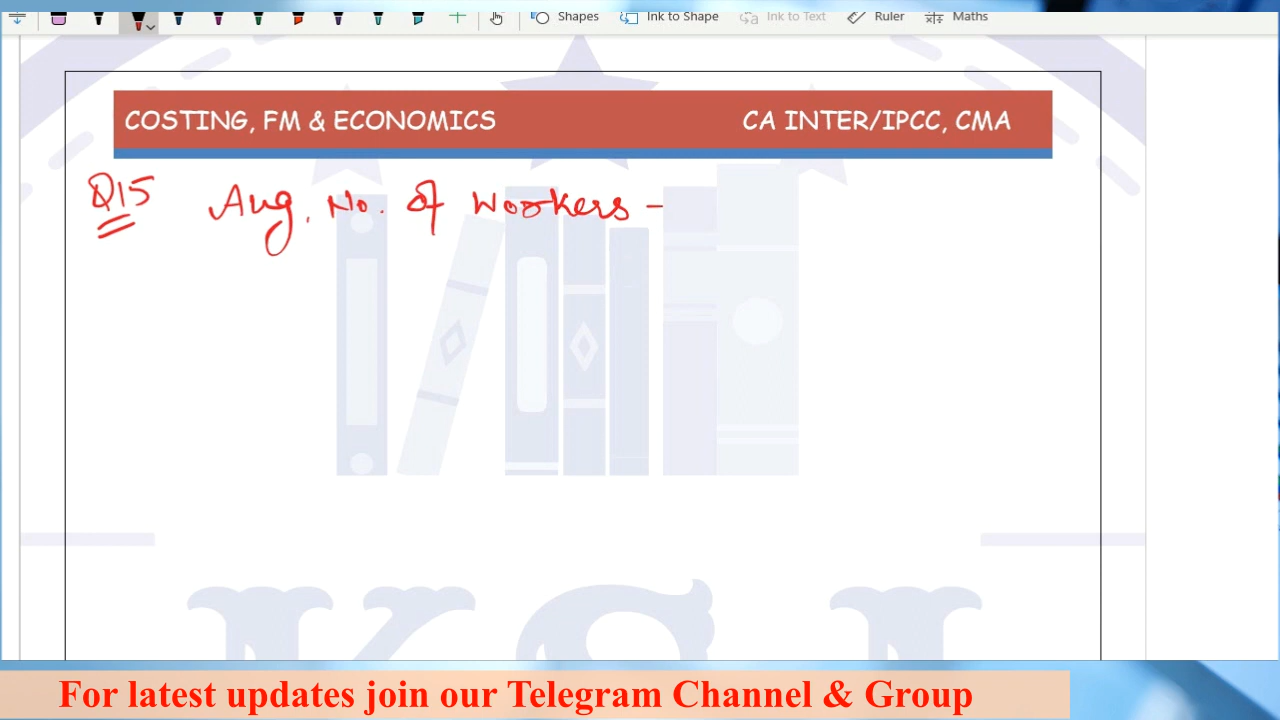 Shapes Ink to Shape Ink to Text Ruler Maths
COSTING, FM & ECONOMICS CA INTER/IPCC, CMA
Q15 Avg. No. of Workers -
For latest updates join our Telegram Channel & Group